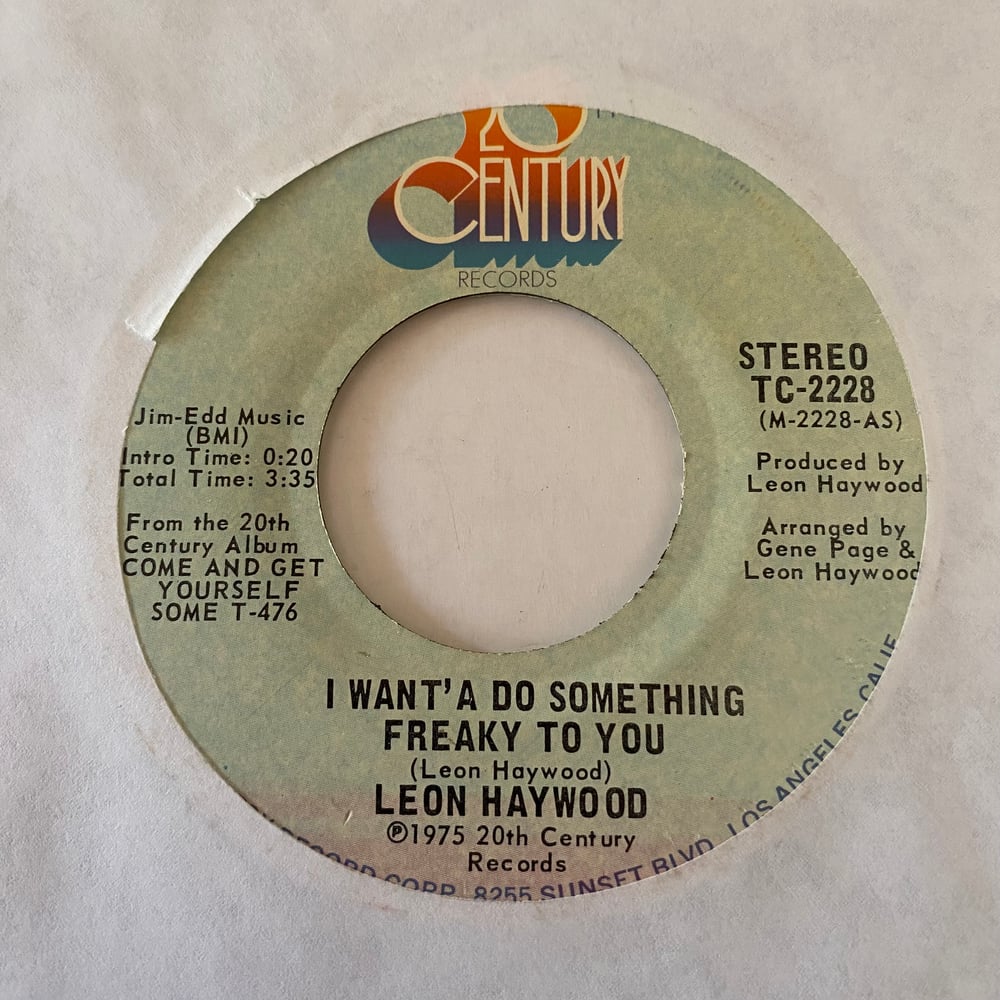 20
CENTURY
RECORDS
STEREO
TC-2228
(M-2228-AS)
Produced by
Leon Haywood
Arranged by
Gene Page &
Leon Haywood
Jim-Edd Music
(BMI)
Intro Time: 0:20
Total Time: 3:35
From the 20th
Century Album
COME AND GET
YOURSELF
SOME T-476
I WANT'A DO SOMETHING
FREAKY TO YOU
(Leon Haywood)
LEON HAYWOOD
℗1975 20th Century
Records
RECORD CORP. 8255 SUNSET BLVD. LOS ANGELES CALIF